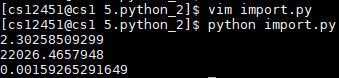 [cs12451@cs1 5.python_2]$ vim import.py
[cs12451@cs1 5.python_2]$ python import.py
2.30258509299
22026.4657948
0.00159265291649